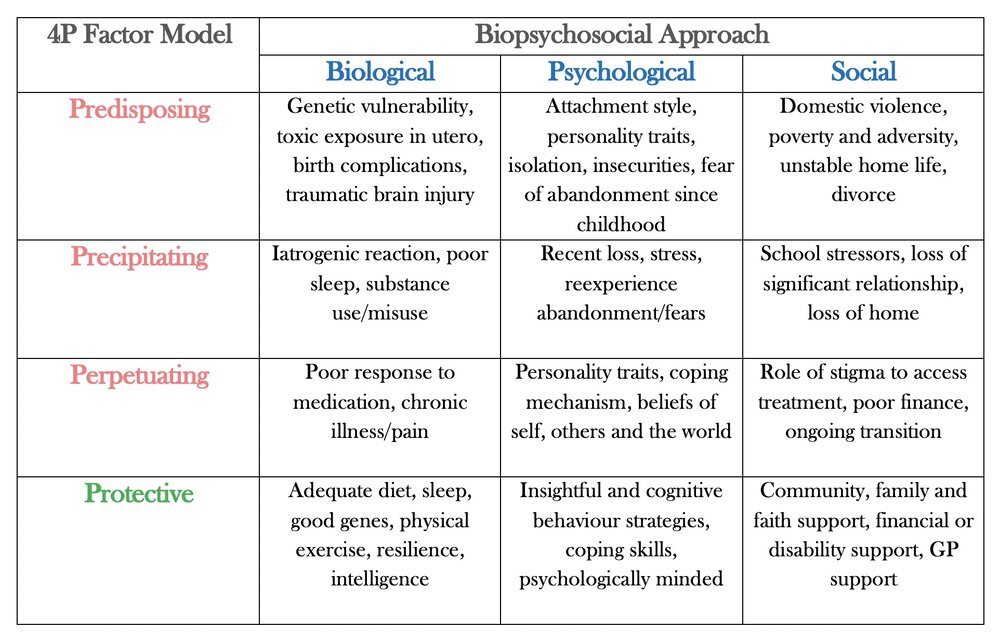 4P Factor Model
Biopsychosocial Approach
Biological
Psychological
Social
Predisposing
Genetic vulnerability,
toxic exposure in utero,
birth complications,
traumatic brain injury
Attachment style,
personality traits,
isolation, insecurities, fear
of abandonment since
childhood
Domestic violence,
poverty and adversity,
unstable home life,
divorce
Precipitating
Iatrogenic reaction, poor
sleep, substance
use/misuse
Recent loss, stress,
reexperience
abandonment/fears
School stressors, loss of
significant relationship,
loss of home
Perpetuating
Poor response to
medication, chronic
illness/pain
Personality traits, coping
mechanism, beliefs of
self, others and the world
Role of stigma to access
treatment, poor finance,
ongoing transition
Protective
Adequate diet, sleep,
good genes, physical
exercise, resilience,
intelligence
Insightful and cognitive
behaviour strategies,
coping skills,
psychologically minded
Community, family and
faith support, financial or
disability support, GP
support